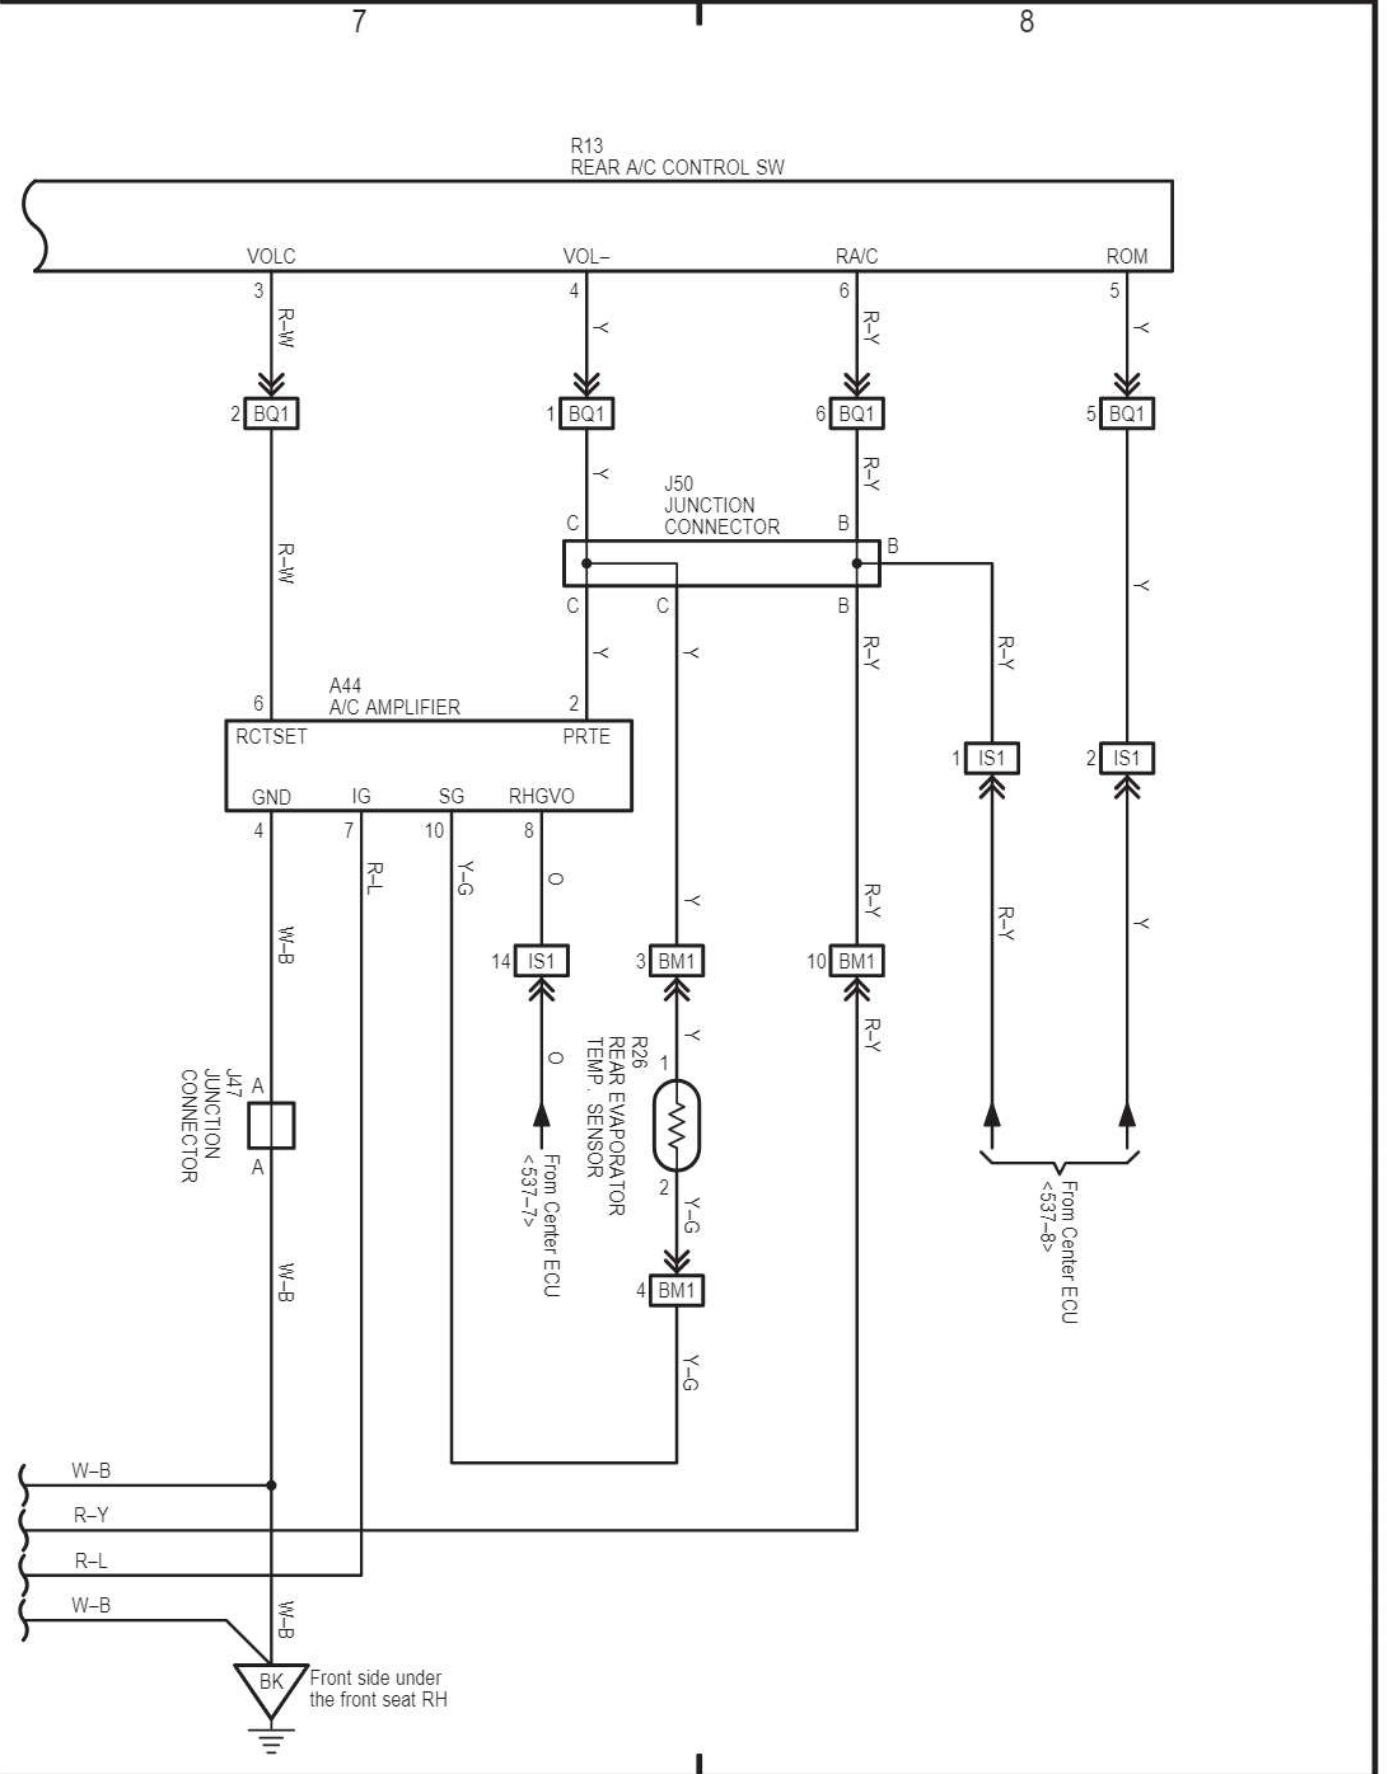 7 8
R13
REAR A/C CONTROL SW
VOLC VOL– RA/C ROM
3 4 6 5
R–W Y R–Y Y
2 BQ1 1 BQ1 6 BQ1 5 BQ1
Y R–Y
J50
JUNCTION
CONNECTOR
C B
B
R–W Y
C C B
Y Y R–Y R–Y
A44
A/C AMPLIFIER
6 2
RCTSET PRTE
1 IS1 2 IS1
GND IG SG RHGVO
4 7 10 8
R–L Y–G O
Y R–Y R–Y Y
W–B
14 IS1 3 BM1 10 BM1
O Y R–Y
R26
REAR EVAPORATOR
TEMP. SENSOR
1
2
J47
JUNCTION
CONNECTOR
A
A
From Center ECU
<537–7>
From Center ECU
<537–8>
Y–G
W–B
4 BM1
Y–G
W–B
R–Y
R–L
W–B
W–B
BK
Front side under
the front seat RH